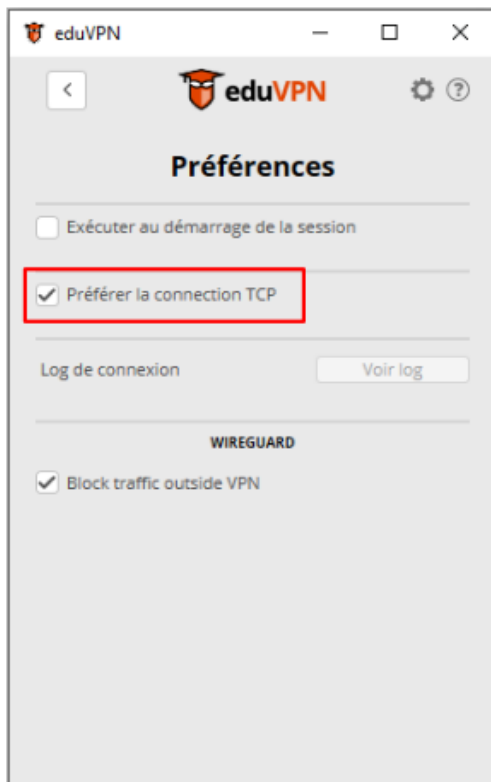 eduVPN
eduVPN
Préférences
Exécuter au démarrage de la session
Préférer la connection TCP
Log de connexion Voir log
WIREGUARD
Block traffic outside VPN